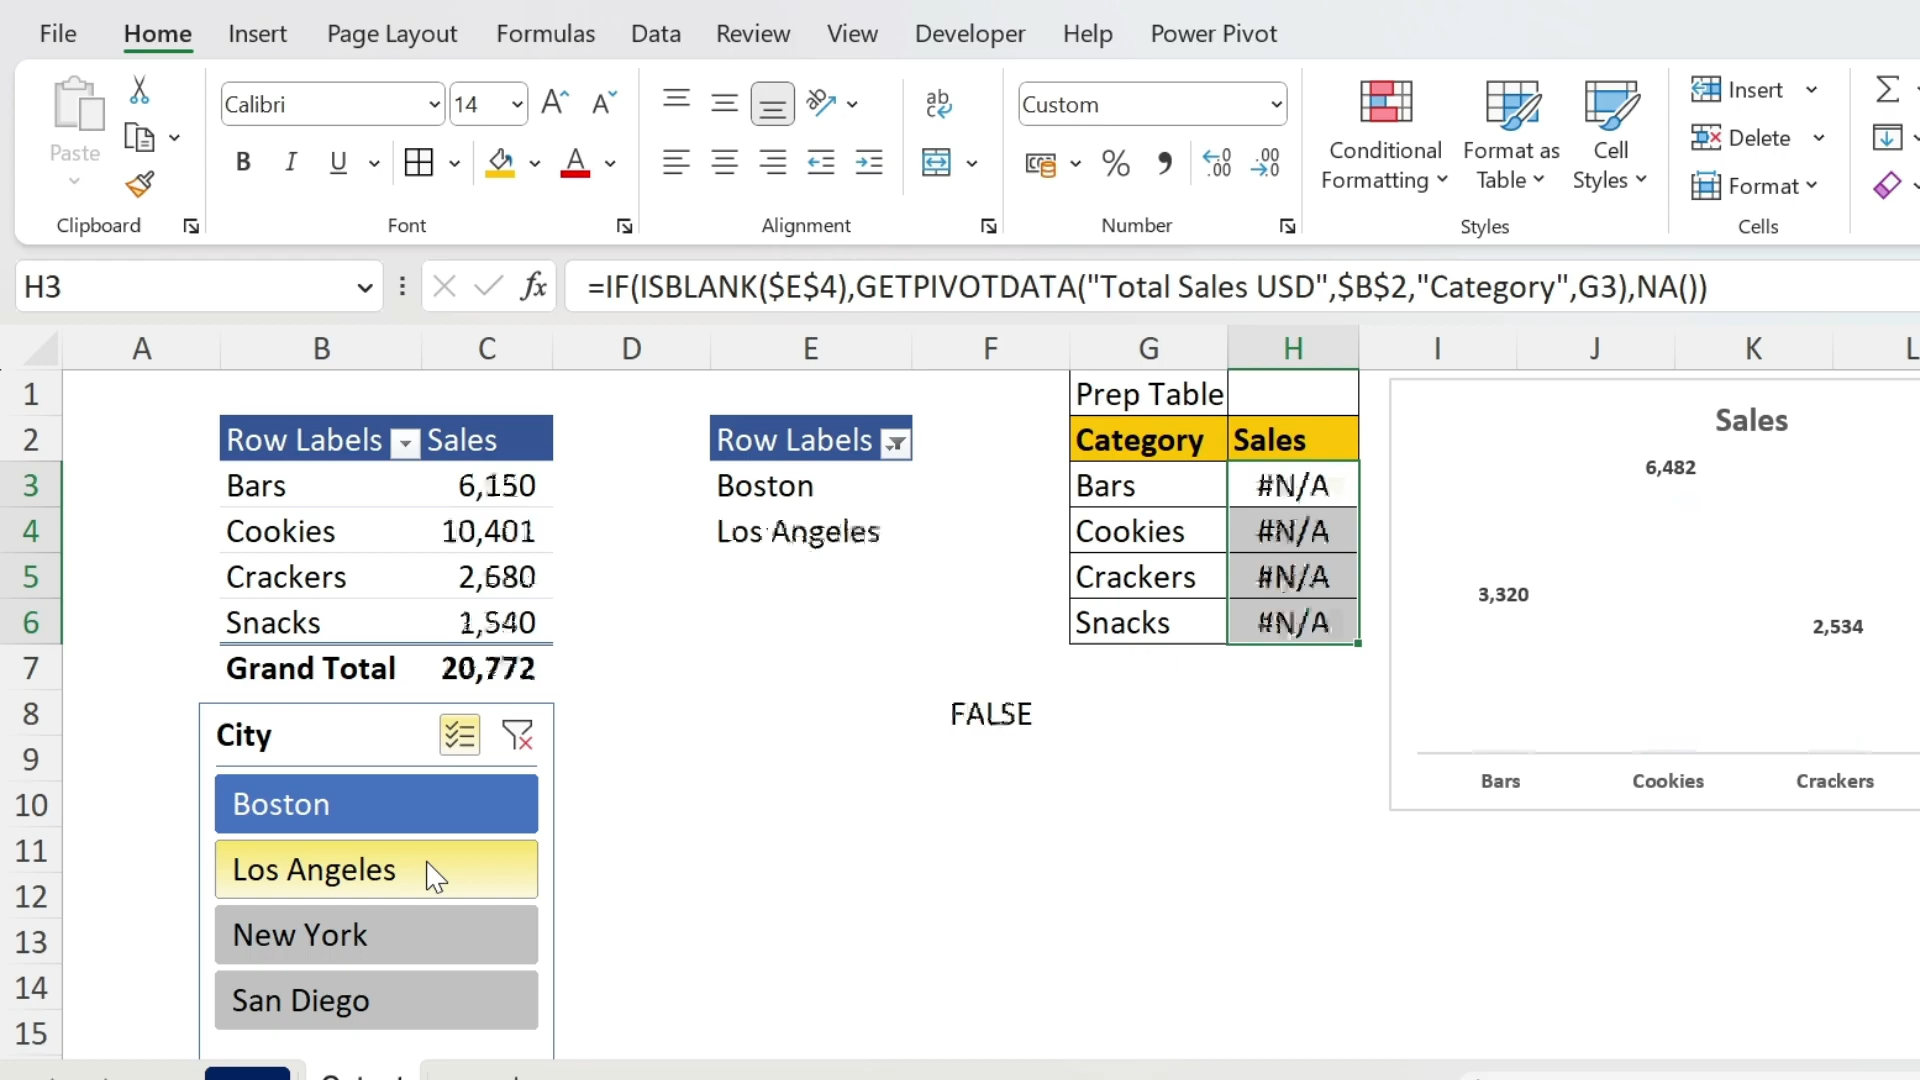 File Home Insert Page Layout Formulas Data Review View Developer Help Power Pivot
Calibri 14 Custom
Paste
B I U
Conditional Formatting
Format as Table
Cell Styles
Insert
Delete
Format
Clipboard Font Alignment Number Styles Cells
H3 fx =IF(ISBLANK($E$4),GETPIVOTDATA("Total Sales USD",$B$2,"Category",G3),NA())
A B C D E F G H I J K L
1 Prep Table
2 Row Labels Sales Row Labels Category Sales
3 Bars 6,150 Boston Bars #N/A
4 Cookies 10,401 Los Angeles Cookies #N/A
5 Crackers 2,680 Crackers #N/A
6 Snacks 1,540 Snacks #N/A
7 Grand Total 20,772
8 FALSE
9
10
11
12
13
14
15
City
Boston
Los Angeles
New York
San Diego
Sales
6,482
3,320
2,534
Bars Cookies Crackers